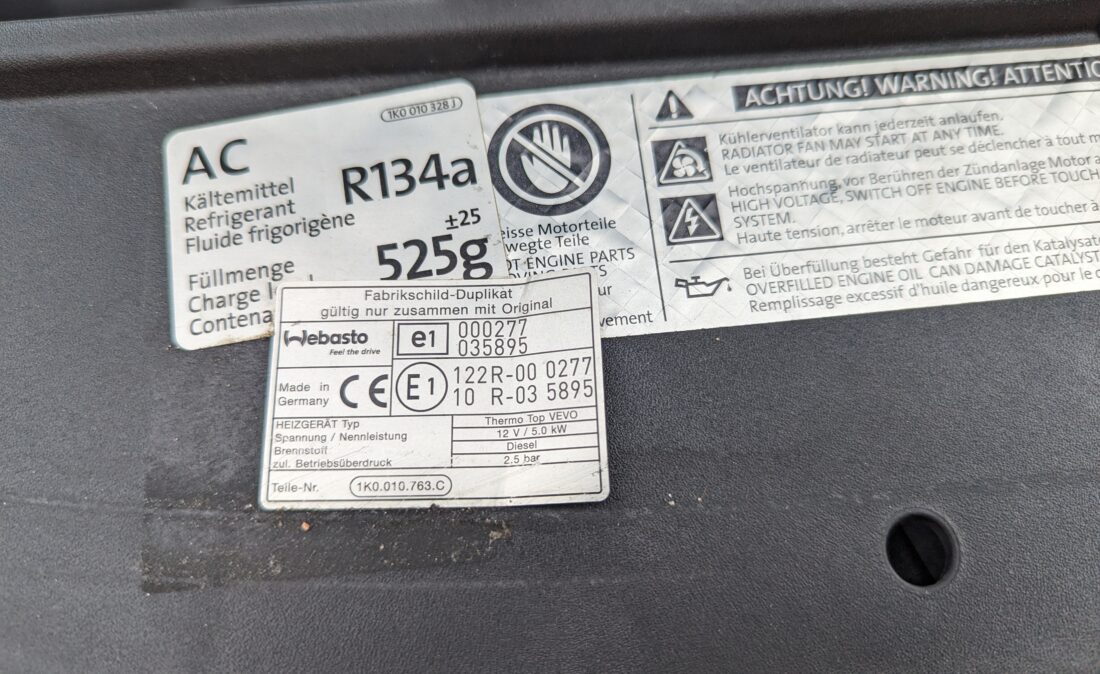 1K0 010 328 J
AC
Kältemittel
Refrigerant
Fluide frigorigène
R134a
±25
525g
Füllmenge
Charge
Contena
eisse Motorteile
wegte Teile
OT ENGINE PARTS
OVING PARTS
ur
vement
ACHTUNG! WARNING! ATTENTIO
Kühlerventilator kann jederzeit anlaufen.
RADIATOR FAN MAY START AT ANY TIME.
Le ventilateur de radiateur peut se déclencher à tout m
Hochspannung, vor Berühren der Zündanlage Motor a
HIGH VOLTAGE, SWITCH OFF ENGINE BEFORE TOUCH
SYSTEM.
Haute tension, arrêter le moteur avant de toucher à
Bei Überfüllung besteht Gefahr für den Katalysat
OVERFILLED ENGINE OIL CAN DAMAGE CATALYST
Remplissage excessif d'huile dangereux pour le c
Fabrikschild-Duplikat
gültig nur zusammen mit Original
Webasto
Feel the drive
e1
000277
035895
Made in
Germany
CE
E1
122R-00 0277
10 R-03 5895
HEIZGERÄT Typ
Thermo Top VEVO
Spannung / Nennleistung
12 V / 5.0 kW
Brennstoff
Diesel
zul. Betriebsüberdruck
2.5 bar
Teile-Nr.
1K0.010.763.C